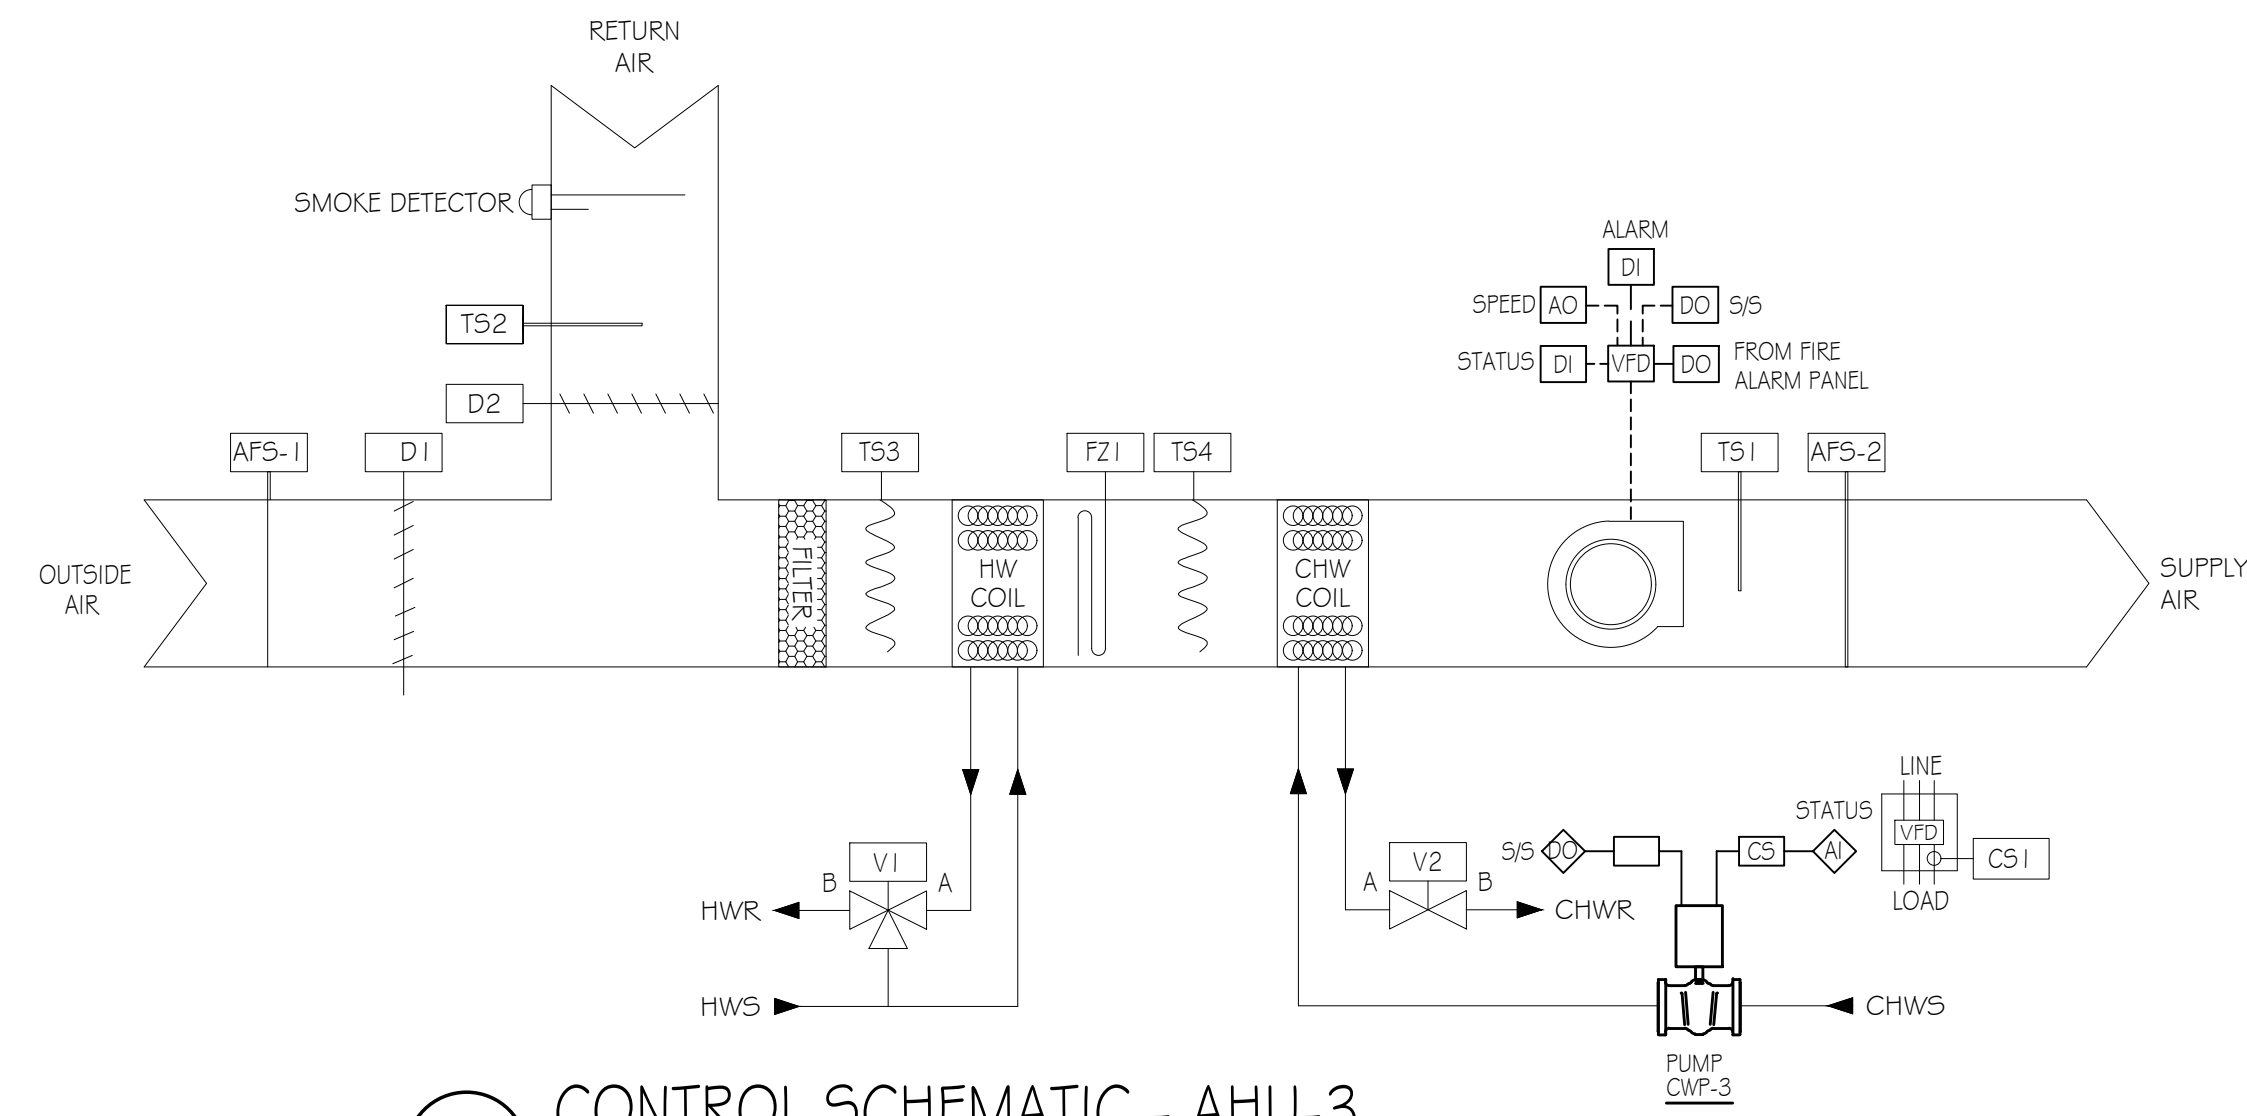 RETURN
AIR
SMOKE DETECTOR
ALARM
DI
SPEED AO DO S/S
TS2
STATUS DI VFD DO FROM FIRE
ALARM PANEL
D2
AFS-1 D1 TS3 FZ1 TS4 TS1 AFS-2
OUTSIDE
AIR
FILTER
HW
COIL
CHW
COIL
SUPPLY
AIR
LINE
STATUS
VFD
S/S DO CS AI
CS1
LOAD
V1
B A
V2
A B
HWR
CHWR
HWS
CHWS
PUMP
CWP-3
CONTROL SCHEMATIC - AHU-3